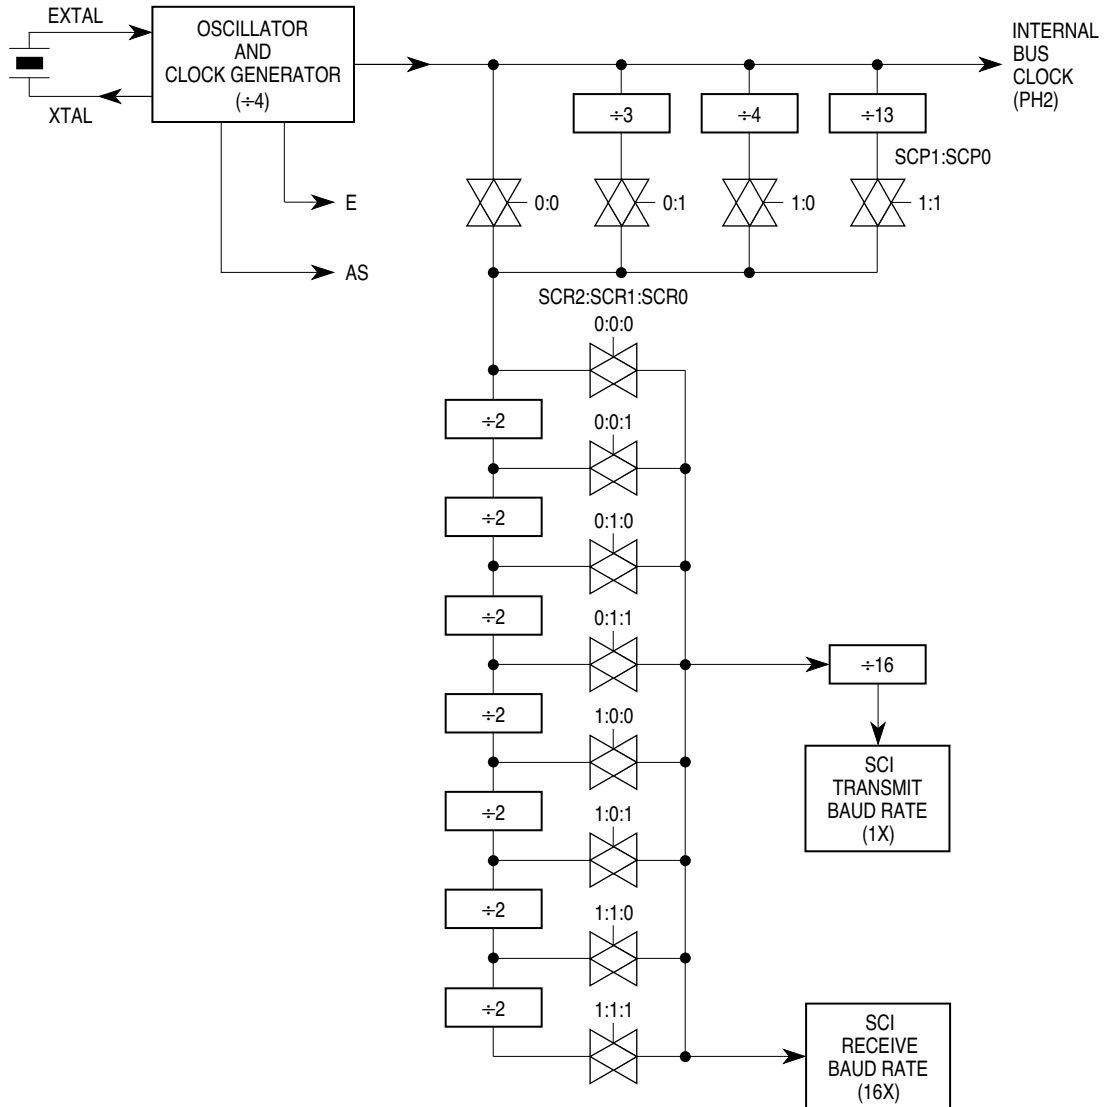 EXTAL
XTAL
OSCILLATOR
AND
CLOCK GENERATOR
(÷4)
INTERNAL
BUS
CLOCK
(PH2)
÷3
÷4
÷13
SCP1:SCP0
0:0
0:1
1:0
1:1
E
AS
SCR2:SCR1:SCR0
0:0:0
÷2
0:0:1
÷2
0:1:0
÷2
0:1:1
÷16
÷2
1:0:0
SCI
TRANSMIT
BAUD RATE
(1X)
÷2
1:0:1
÷2
1:1:0
÷2
1:1:1
SCI
RECEIVE
BAUD RATE
(16X)